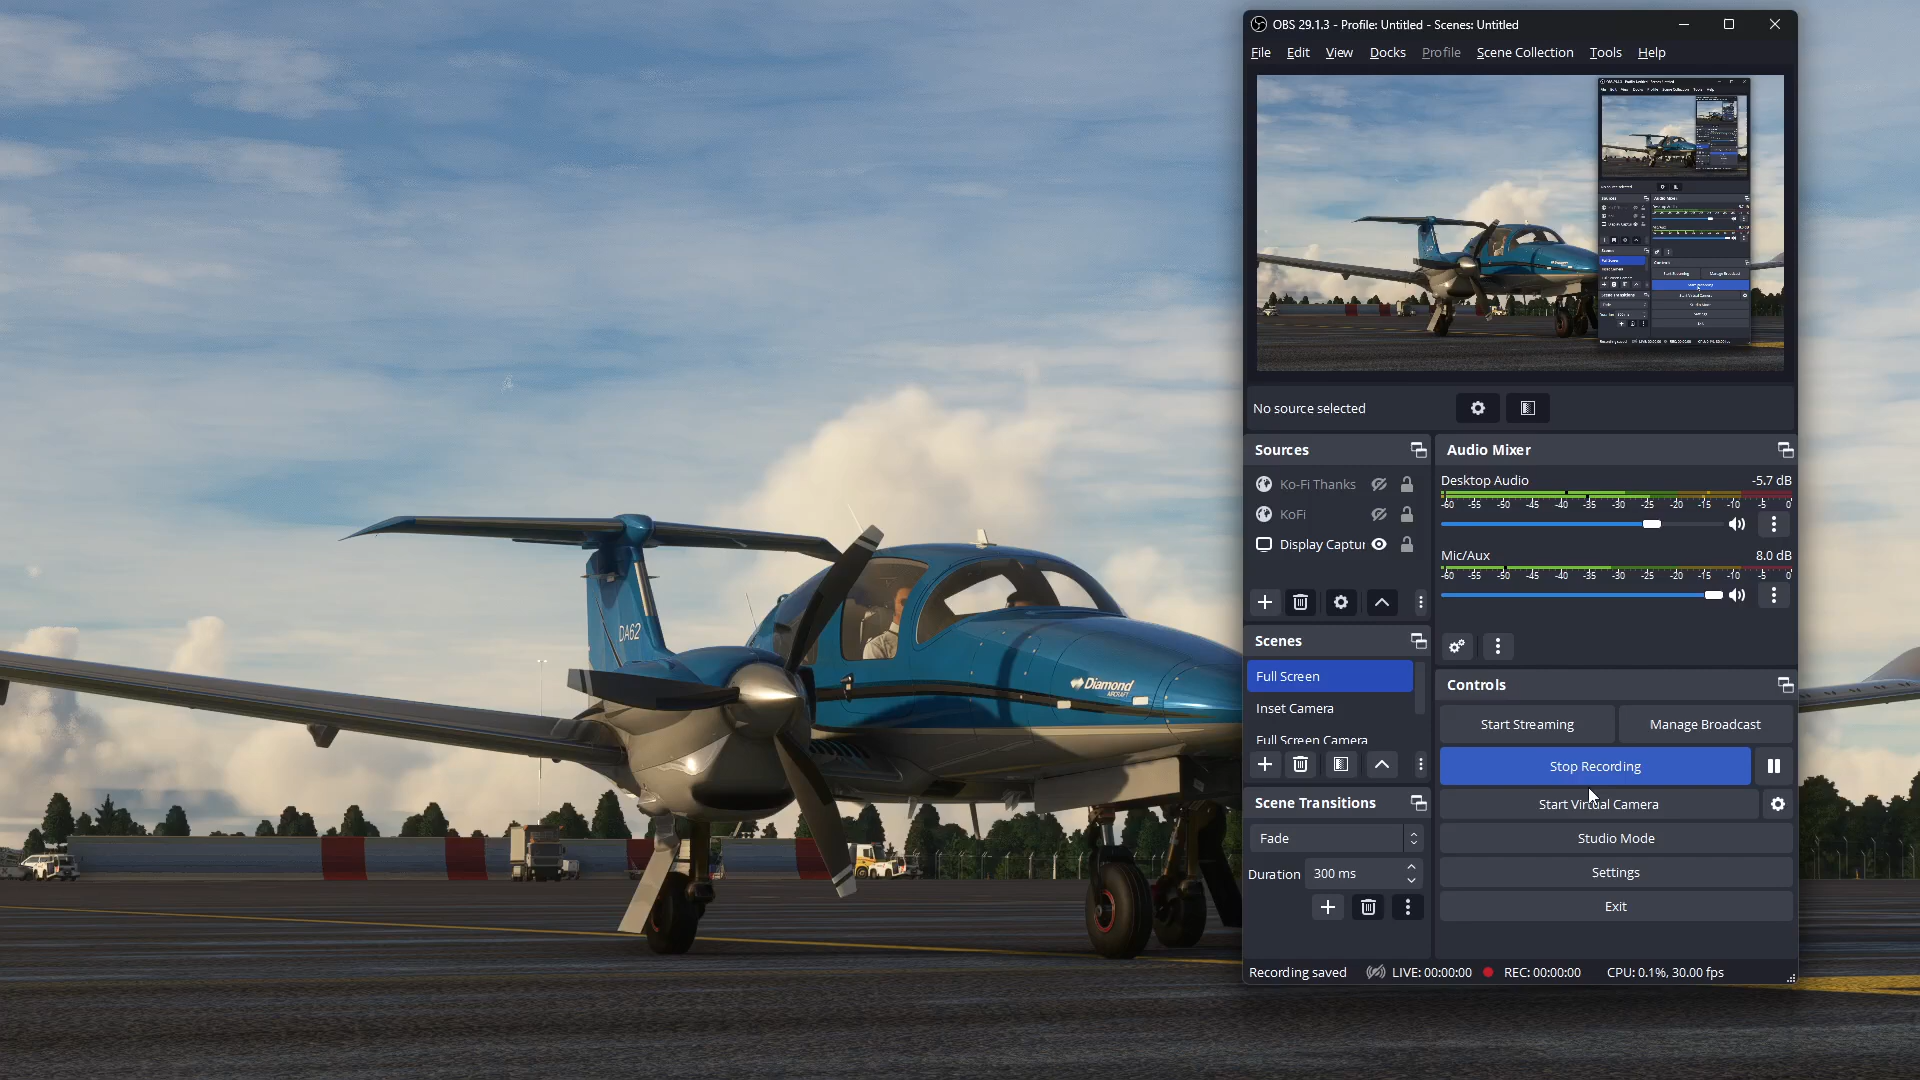 OBS 29.1.3 - Profile: Untitled - Scenes: Untitled
File Edit View Docks Profile Scene Collection Tools Help
No source selected
Sources
Ko-Fi Thanks
KoFi
Display Captur
Audio Mixer
Desktop Audio -5.7 dB
-60 -55 -50 -45 -40 -35 -30 -25 -20 -15 -10 -5 0
Mic/Aux 8.0 dB
-60 -55 -50 -45 -40 -35 -30 -25 -20 -15 -10 -5 0
Scenes
Full Screen
Inset Camera
Full Screen Camera
Controls
Start Streaming Manage Broadcast
Stop Recording
Start Virtual Camera
Studio Mode
Settings
Exit
Scene Transitions
Fade
Duration 300 ms
Recording saved LIVE: 00:00:00 REC: 00:00:00 CPU: 0.1%, 30.00 fps
DA62
Diamond
AIRCRAFT